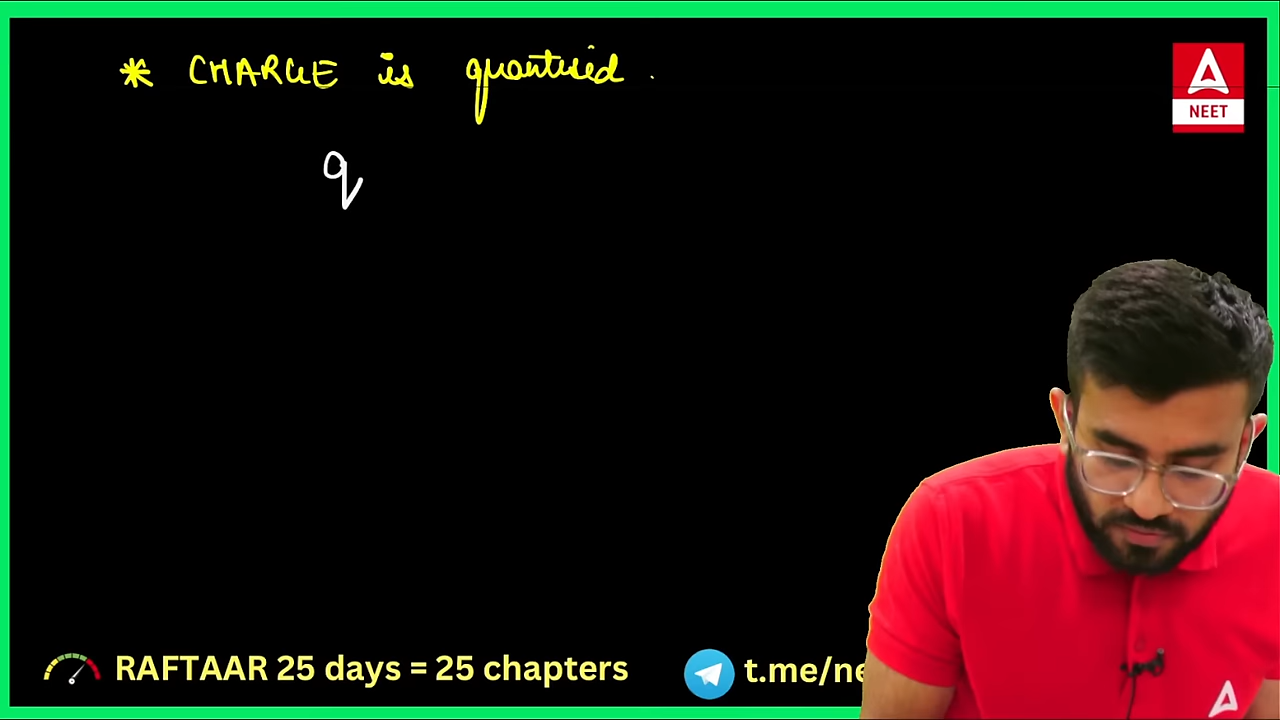 * CHARGE is quantised.
NEET
q
RAFTAAR 25 days = 25 chapters
t.me/ne